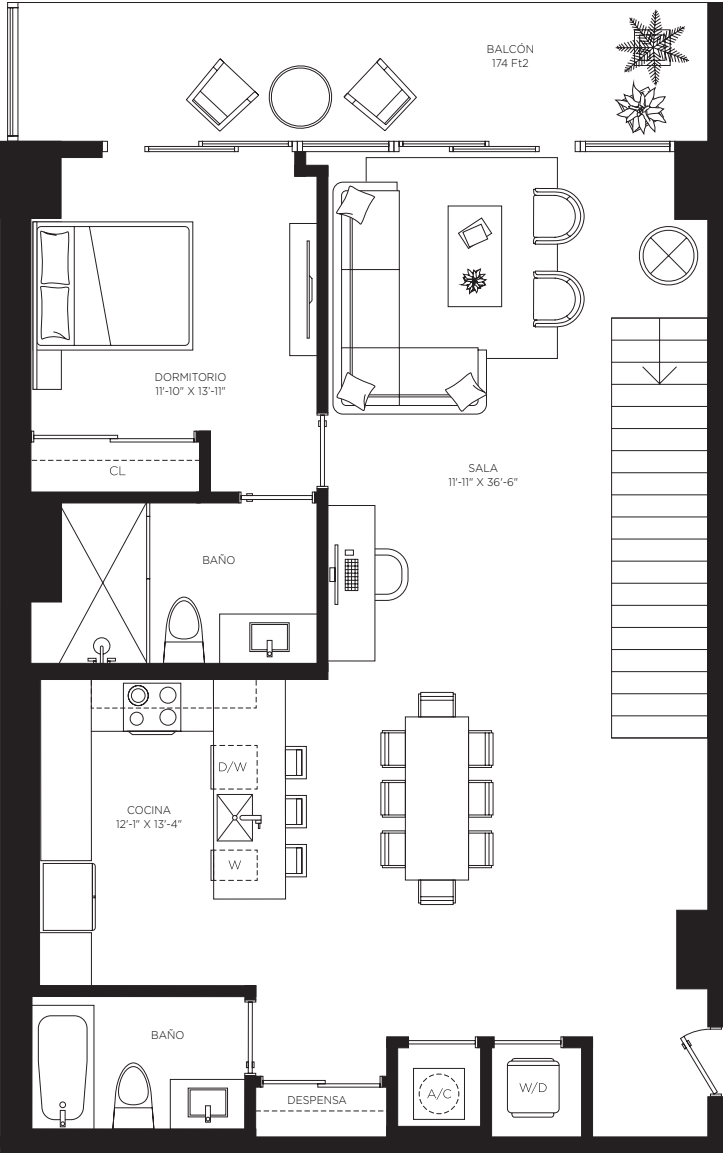 BALCÓN
174 Ft2
DORMITORIO
11'-10" X 13'-11"
CL
SALA
11'-11" X 36'-6"
BAÑO
D/W
COCINA
12'-1" X 13'-4"
W
BAÑO
DESPENSA
A/C
W/D